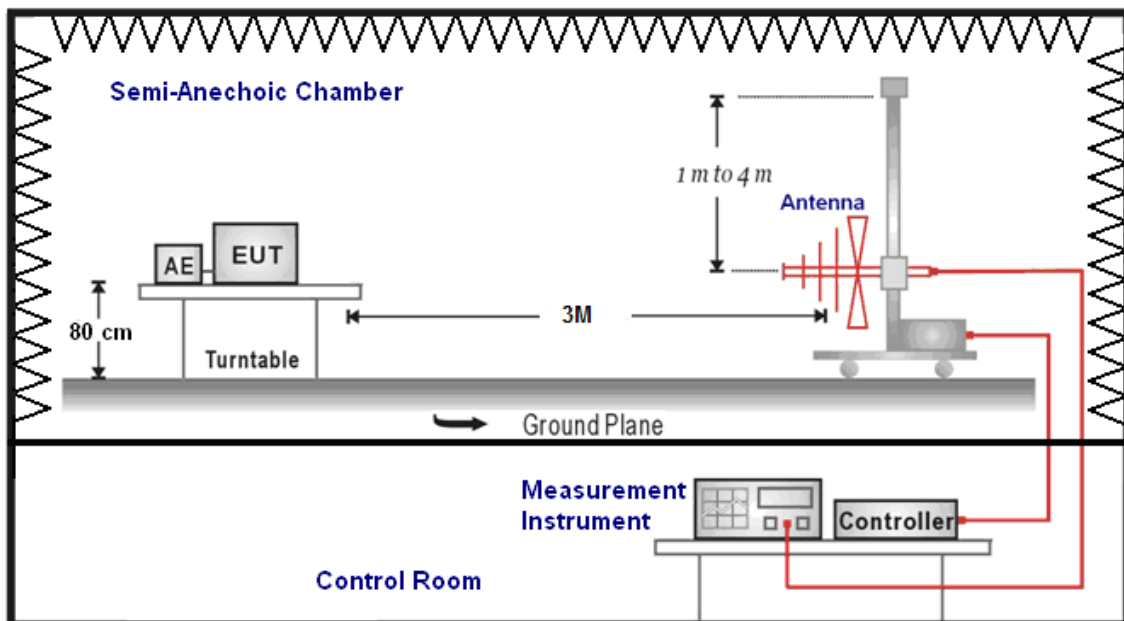 Semi-Anechoic Chamber
1 m to 4 m
Antenna
AE
EUT
80 cm
3M
Turntable
Ground Plane
Measurement
Instrument
Controller
Control Room